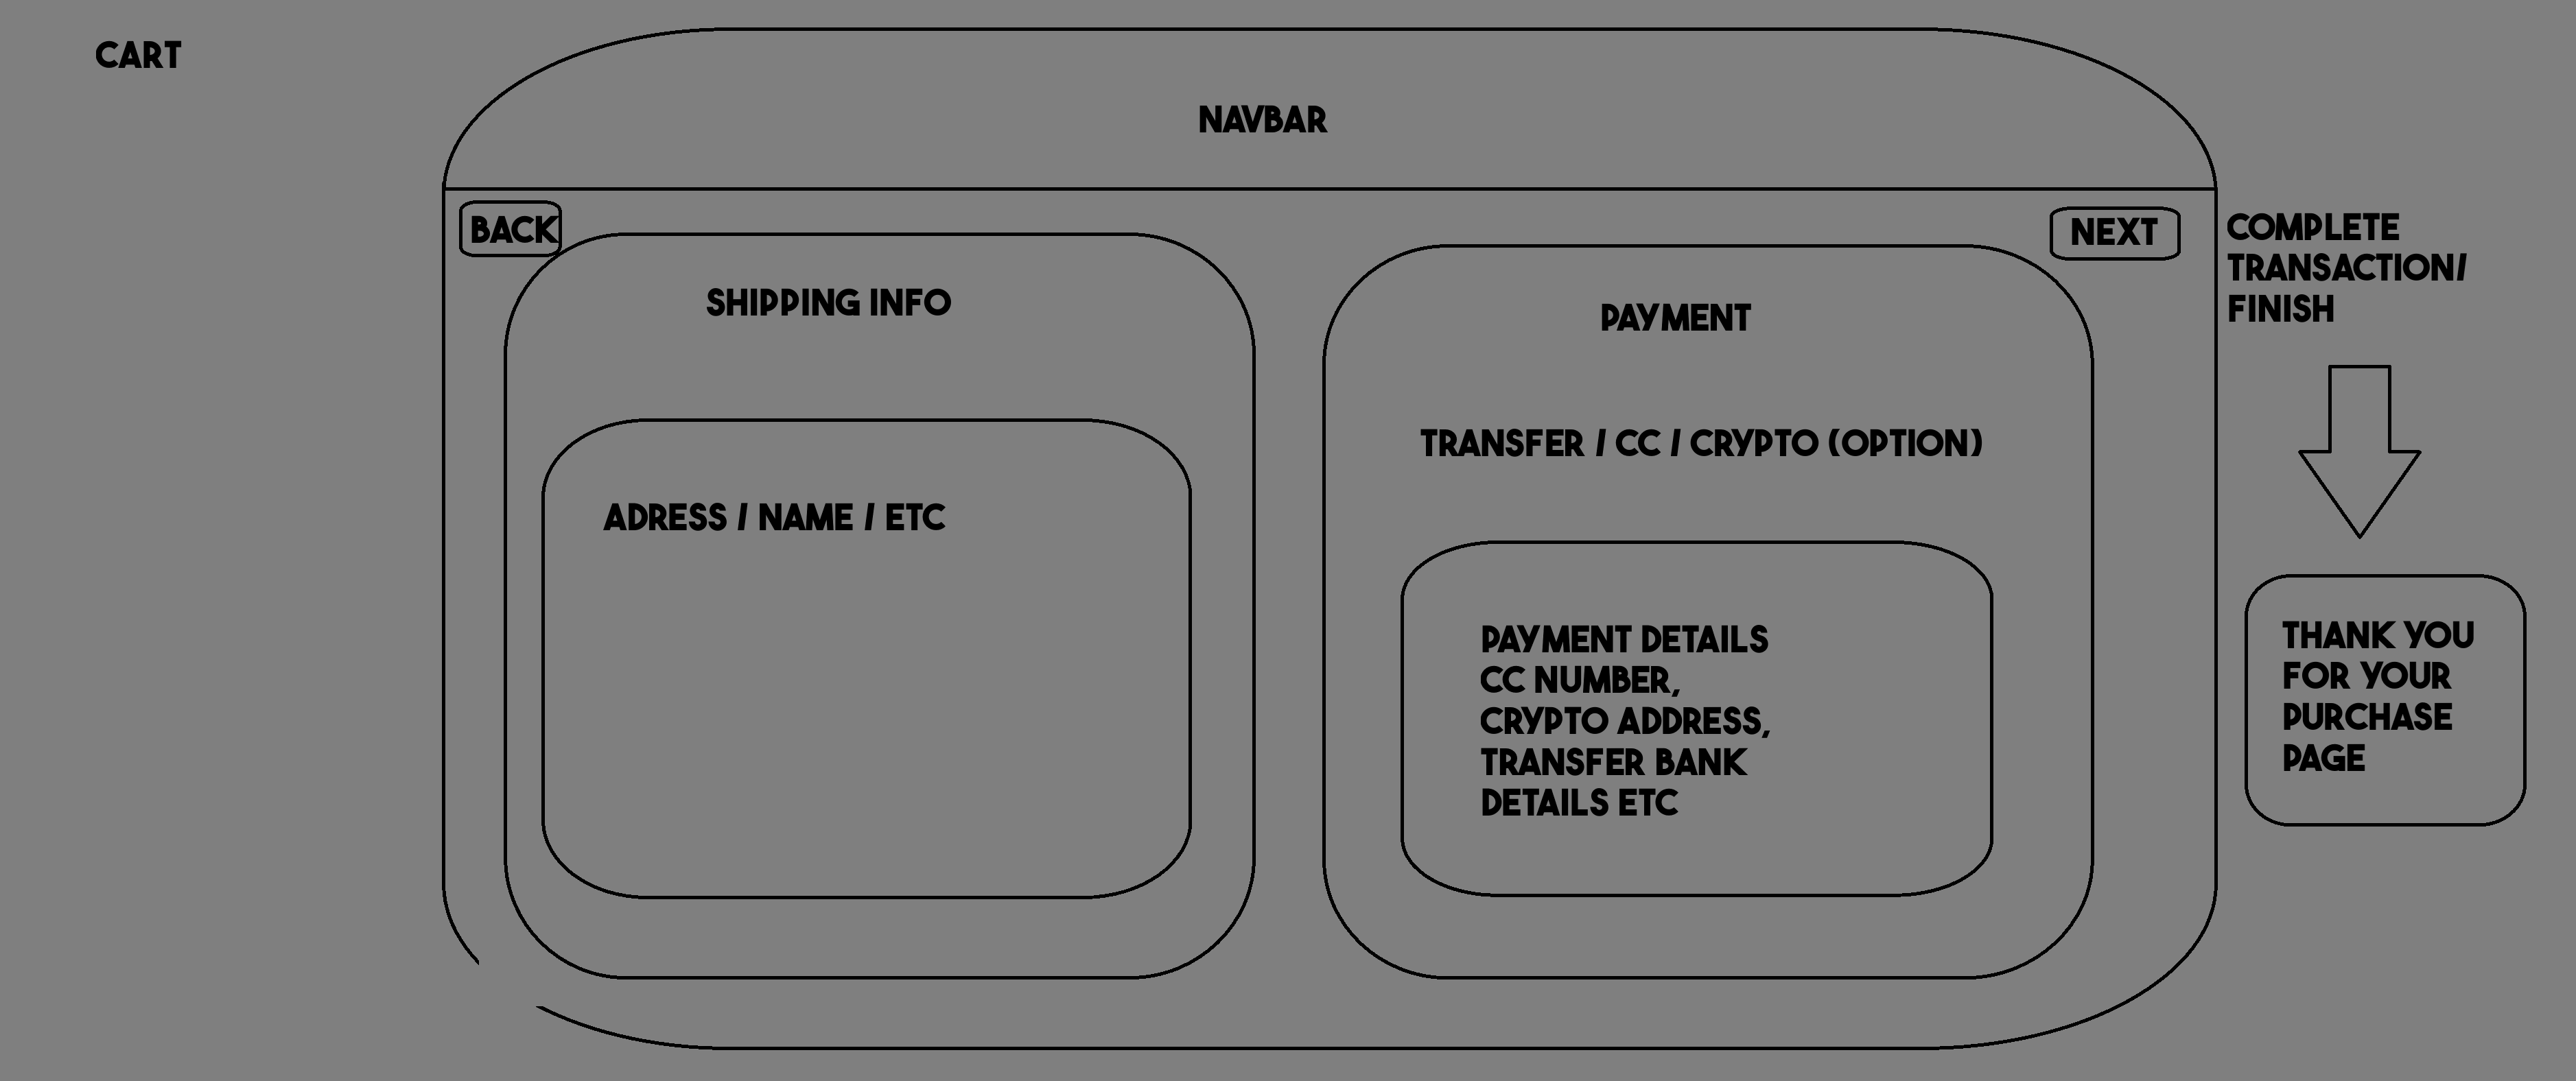 CART
NAVBAR
BACK
NEXT
COMPLETE
TRANSACTION/
FINISH
SHIPPING INFO
PAYMENT
TRANSFER / CC / CRYPTO (OPTION)
ADRESS / NAME / ETC
PAYMENT DETAILS
CC NUMBER,
CRYPTO ADDRESS,
TRANSFER BANK
DETAILS ETC
THANK YOU
FOR YOUR
PURCHASE
PAGE